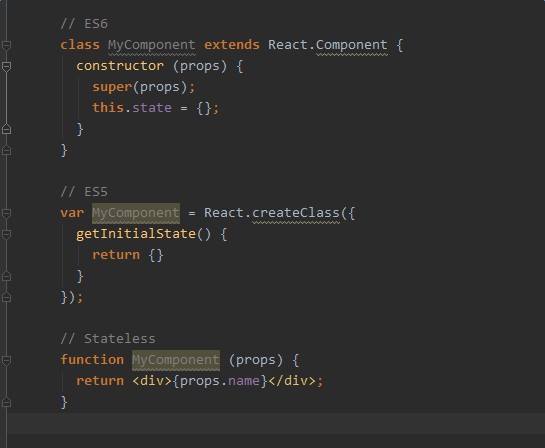 // ES6
class MyComponent extends React.Component {
  constructor (props) {
    super(props);
    this.state = {};
  }
}
// ES5
var MyComponent = React.createClass({
  getInitialState() {
    return {}
  }
});
// Stateless
function MyComponent (props) {
  return <div>{props.name}</div>;
}